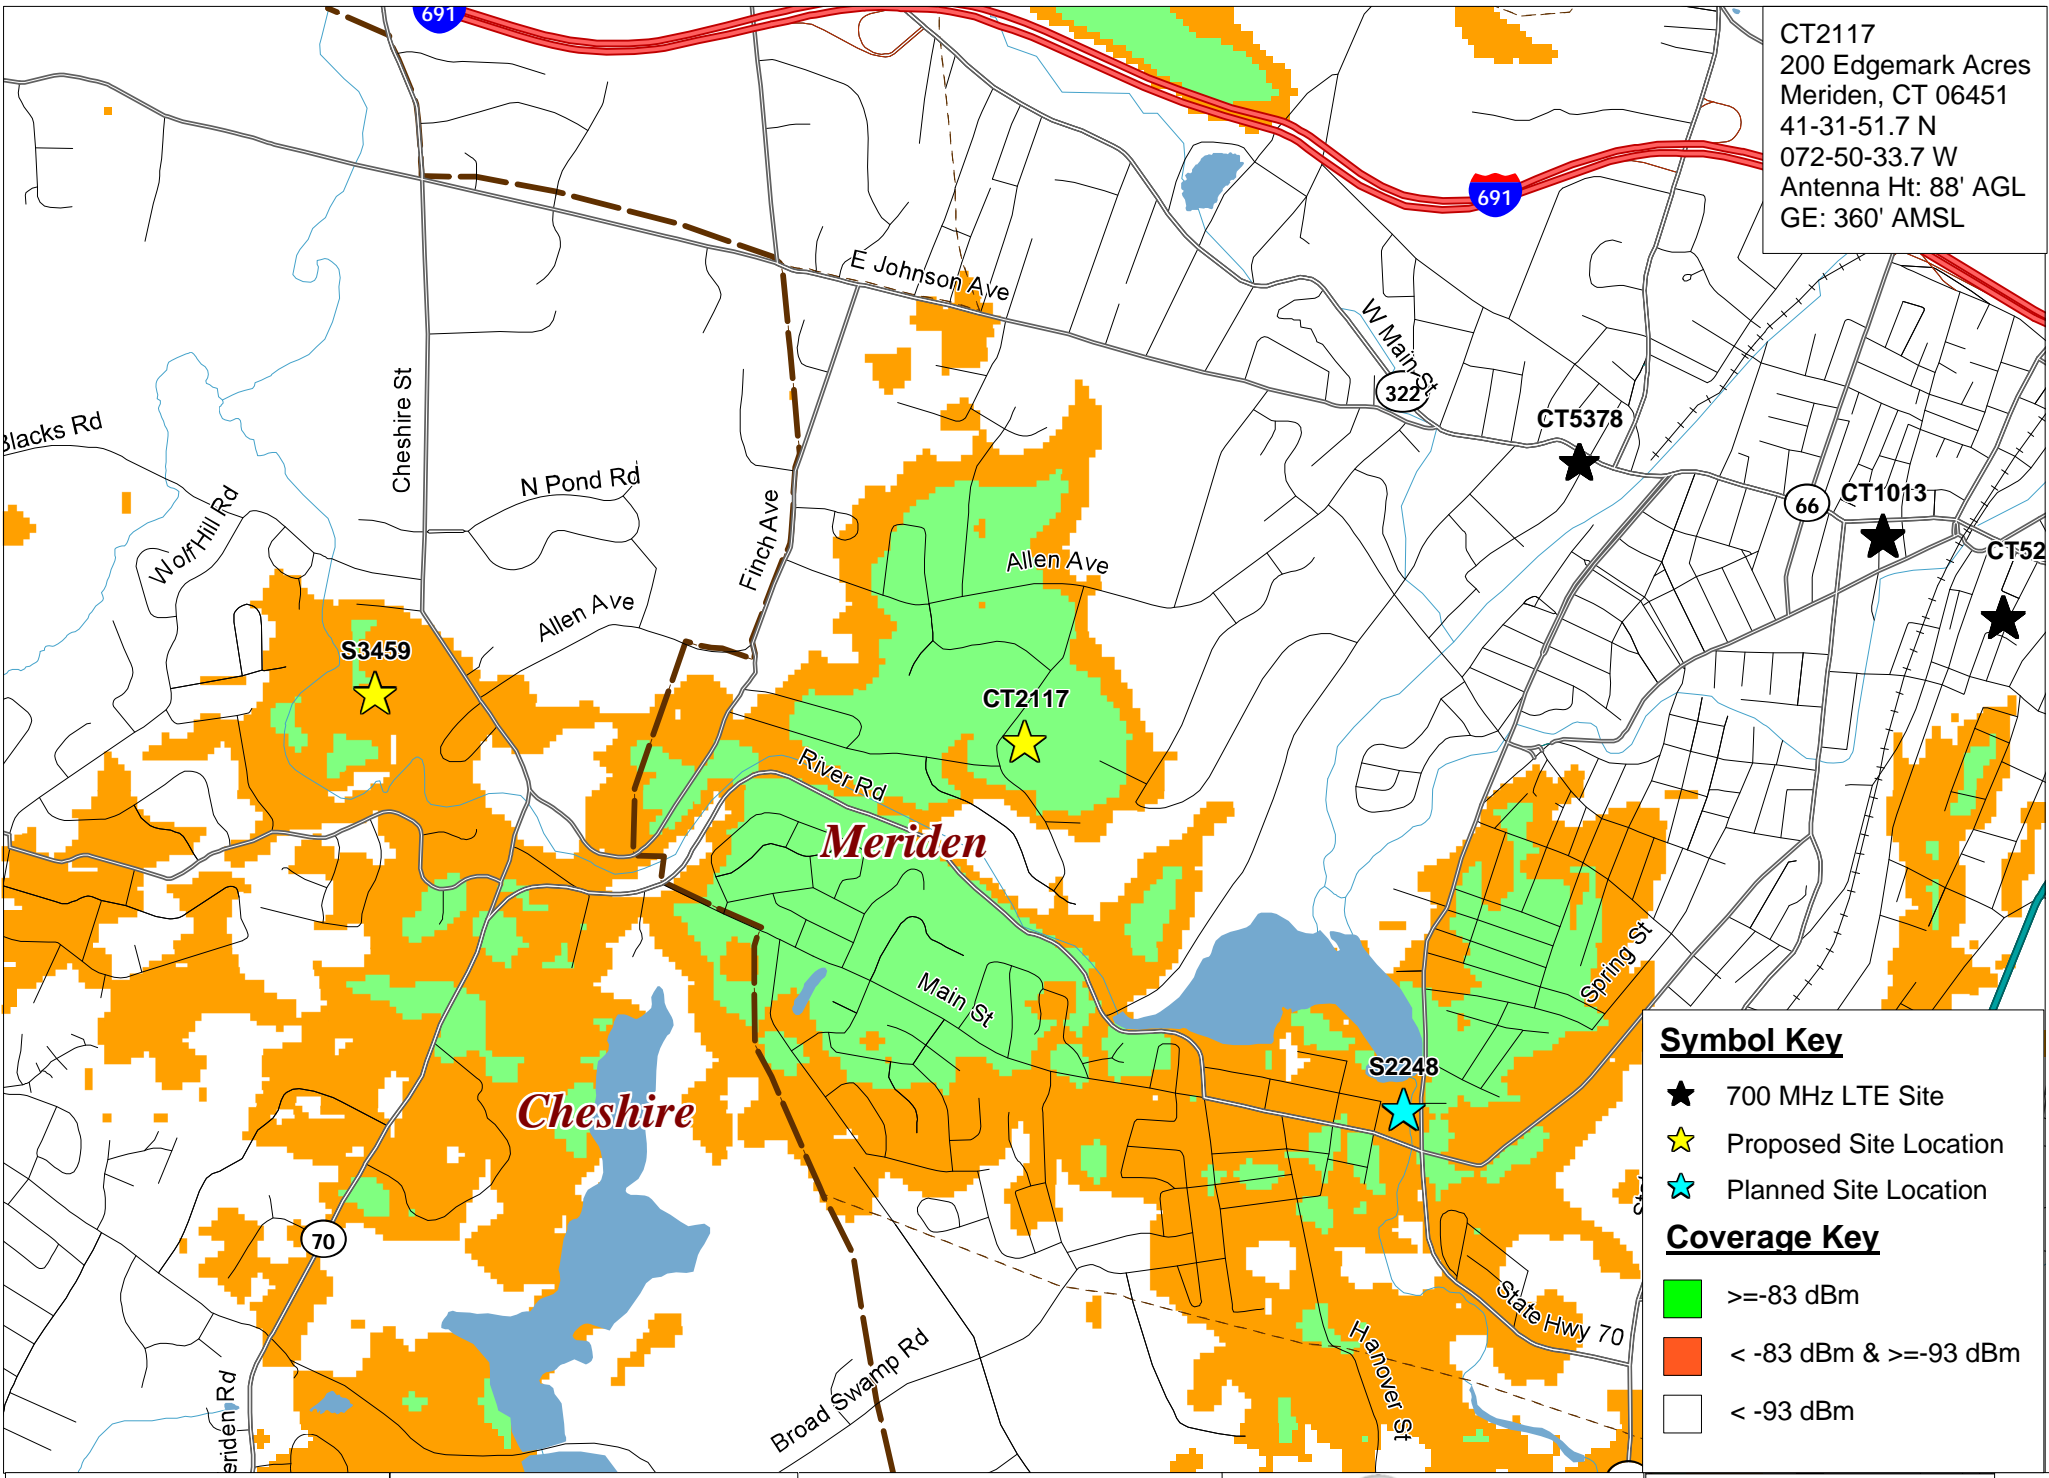 691
CT2117
200 Edgemark Acres
Meriden, CT 06451
41-31-51.7 N
072-50-33.7 W
Antenna Ht: 88' AGL
GE: 360' AMSL
691
E Johnson Ave
W Main St
322
Cheshire St
CT5378
Blacks Rd
N Pond Rd
66
CT1013
Wolf Hill Rd
Finch Ave
Allen Ave
CT52
Allen Ave
S3459
CT2117
River Rd
Meriden
Spring St
Main St
S2248
Cheshire
70
State Hwy 70
Hanover St
Broad Swamp Rd
eriden Rd
Symbol Key
700 MHz LTE Site
Proposed Site Location
Planned Site Location
Coverage Key
>=-83 dBm
< -83 dBm & >=-93 dBm
< -93 dBm